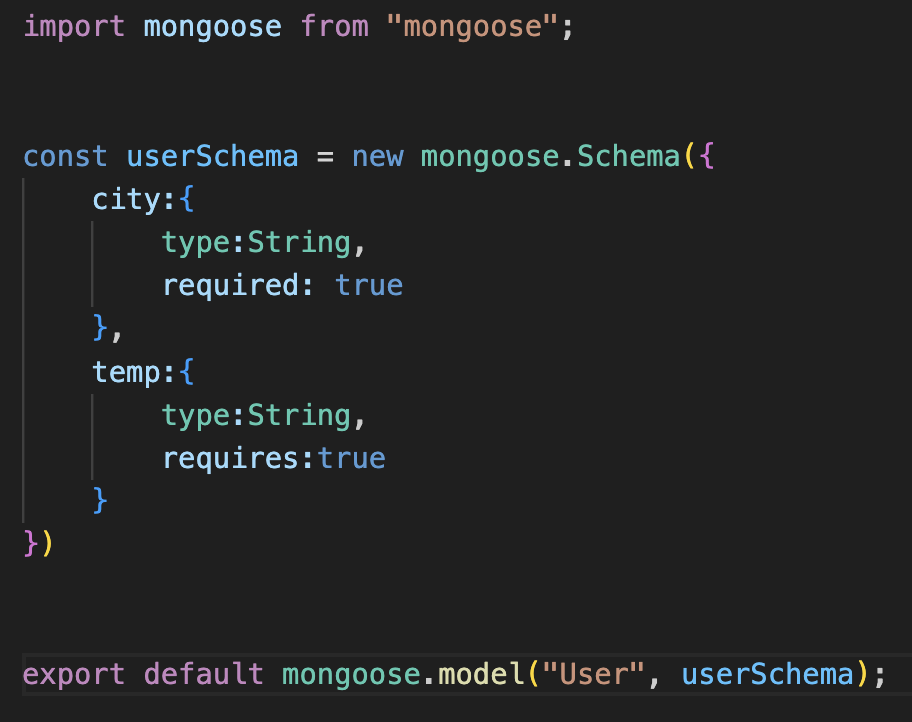 import mongoose from "mongoose";
const userSchema = new mongoose.Schema({
    city:{
        type:String,
        required: true
    },
    temp:{
        type:String,
        requires:true
    }
})
export default mongoose.model("User", userSchema);